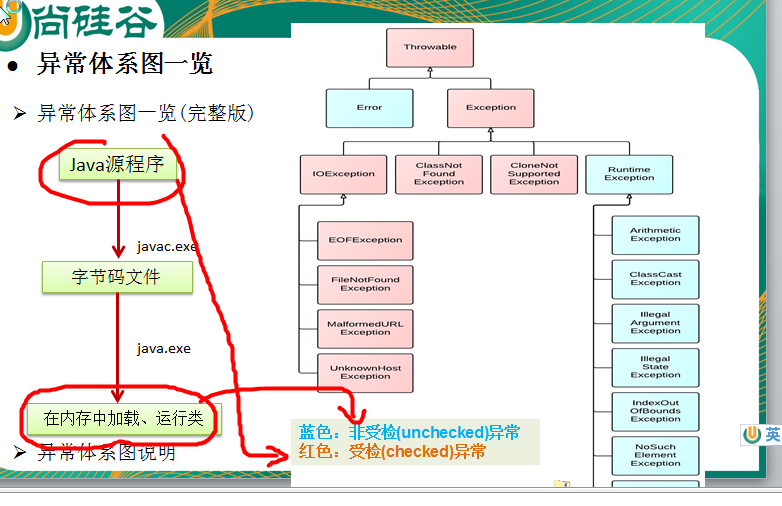 尚硅谷
● 异常体系图一览
➢ 异常体系图一览(完整版)
Java源程序
javac.exe
字节码文件
java.exe
在内存中加载、运行类
➢ 异常体系图说明
Throwable
Error
Exception
IOException
ClassNot
Found
Exception
CloneNot
Supported
Exception
Runtime
Exception
EOFException
FileNotFound
Exception
MalformedURL
Exception
UnknownHost
Exception
Arithmetic
Exception
ClassCast
Exception
Illegal
Argument
Exception
Illegal
State
Exception
IndexOut
OfBounds
Exception
NoSuch
Element
Exception
蓝色：非受检(unchecked)异常
红色：受检(checked)异常
英